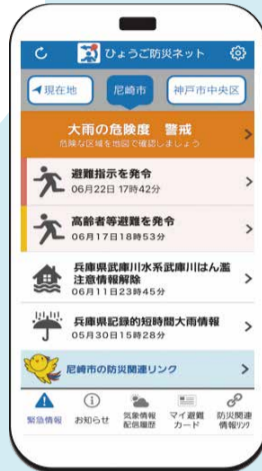 ひょうご防災ネット
現在地
尼崎市
神戸市中央区
大雨の危険度 警戒
危険な区域を地図で確認しましょう
避難指示を発令
06月22日 17時42分
高齢者等避難を発令
06月17日18時53分
兵庫県武庫川水系武庫川はん濫
注意情報解除
06月11日23時45分
兵庫県記録的短時間大雨情報
05月30日15時28分
尼崎市の防災関連リンク
緊急情報
お知らせ
気象情報
配信履歴
マイ避難
カード
防災関連
情報リンク